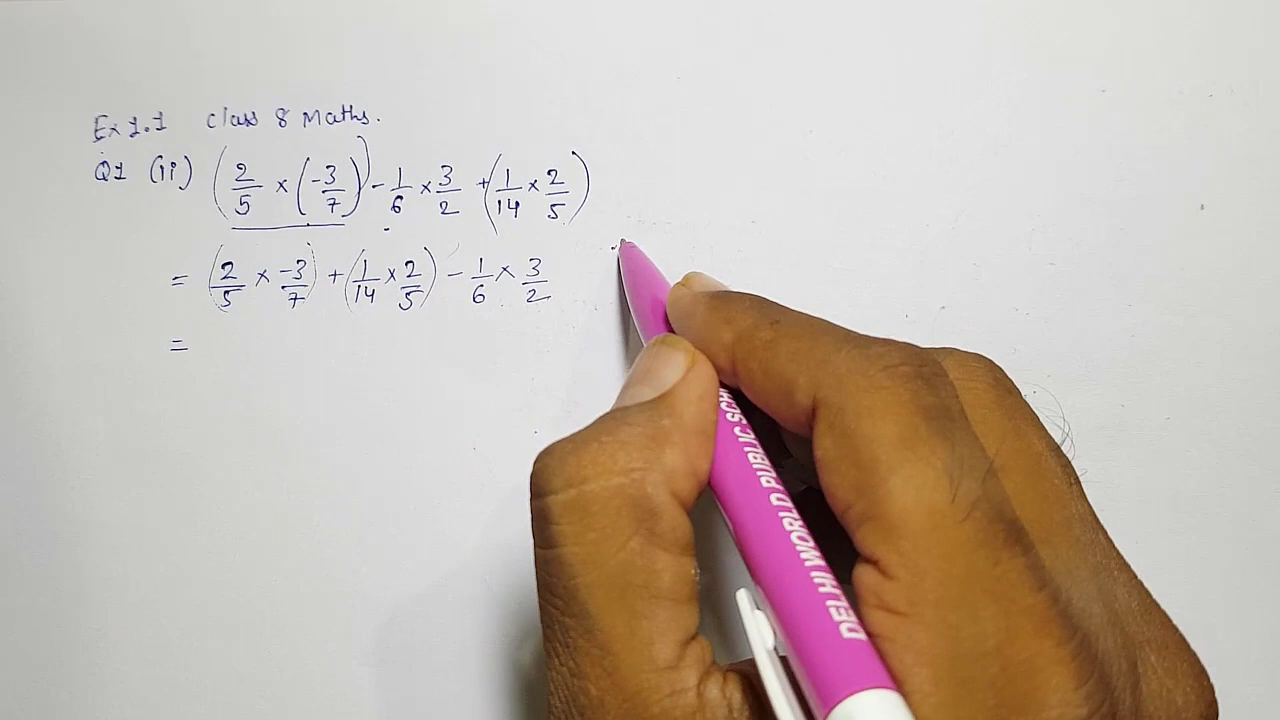 Ex 1.1 Class 8 Maths.
Q1 (ii) (2/5 × (-3/7)) - 1/6 × 3/2 + (1/14 × 2/5)
= (2/5 × -3/7) + (1/14 × 2/5) - 1/6 × 3/2
=
DELHI WORLD PUBLIC SCH